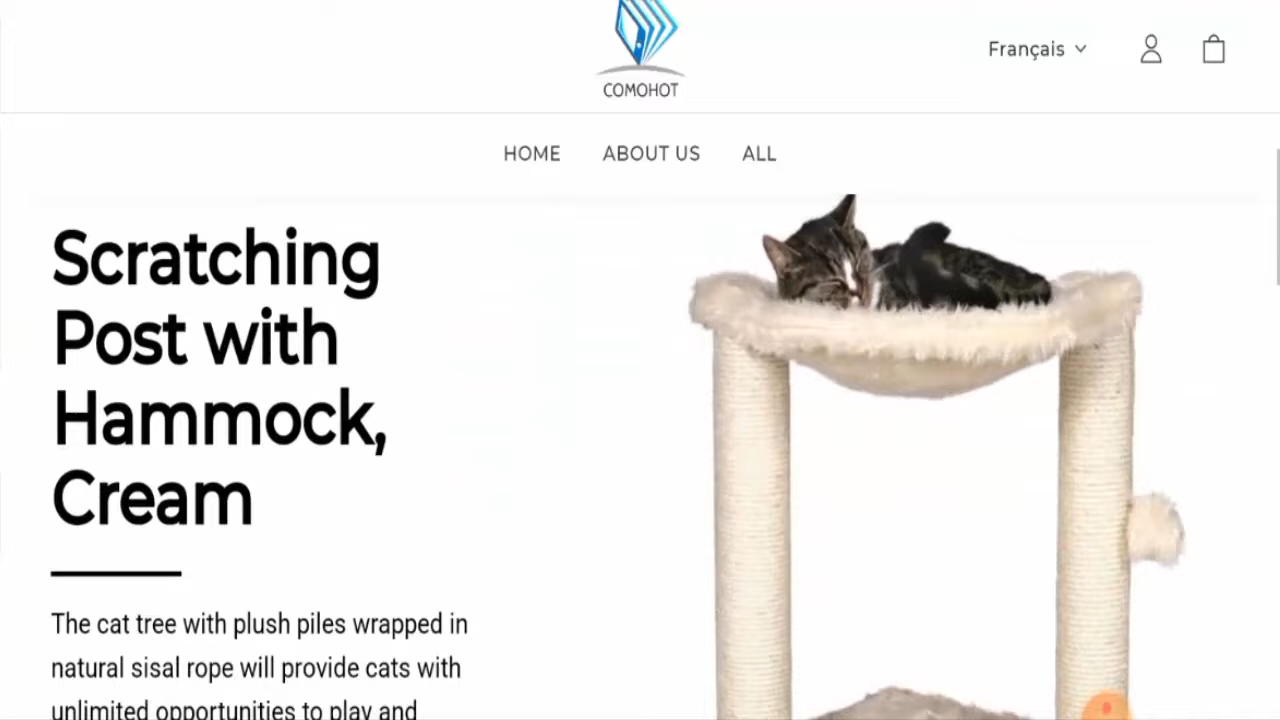 COMOHOT
Français
HOME ABOUT US ALL
Scratching
Post with
Hammock,
Cream
The cat tree with plush piles wrapped in
natural sisal rope will provide cats with
unlimited opportunities to play and